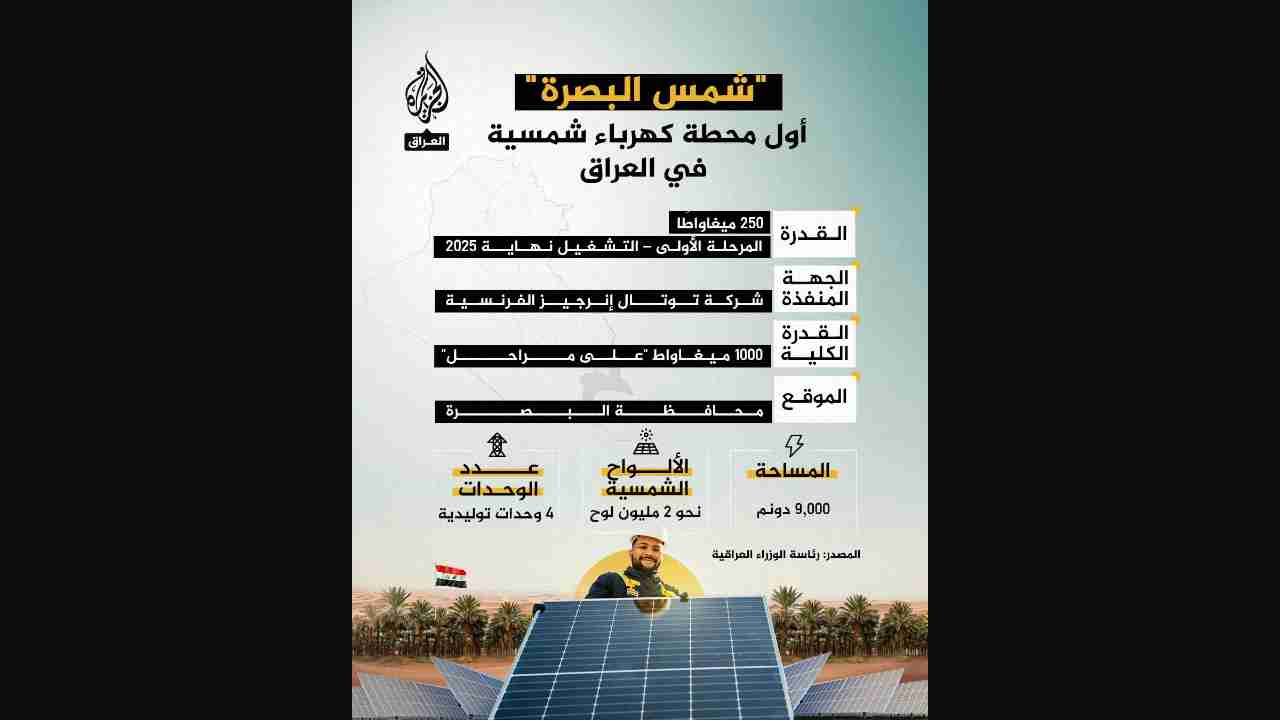 "شمس البصرة"
أول محطة كهرباء شمسية
في العراق
الجزيرة
العراق
القدرة
250 ميغاواطًا
المرحلة الأولى – التشغيل نهاية 2025
الجهة
المنفذة
شركة توتال إنرجيز الفرنسية
القدرة
الكلية
1000 ميغاواط "على مراحل"
الموقع
محافظة البصرة
المساحة
9,000 دونم
الألواح
الشمسية
نحو 2 مليون لوح
عدد
الوحدات
4 وحدات توليدية
المصدر: رئاسة الوزراء العراقية